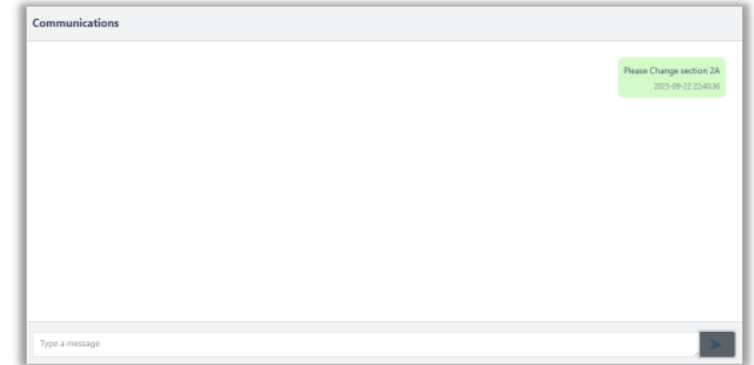 Communications
Please Change section 2A
2025-09-22 22:40:38
Type a message